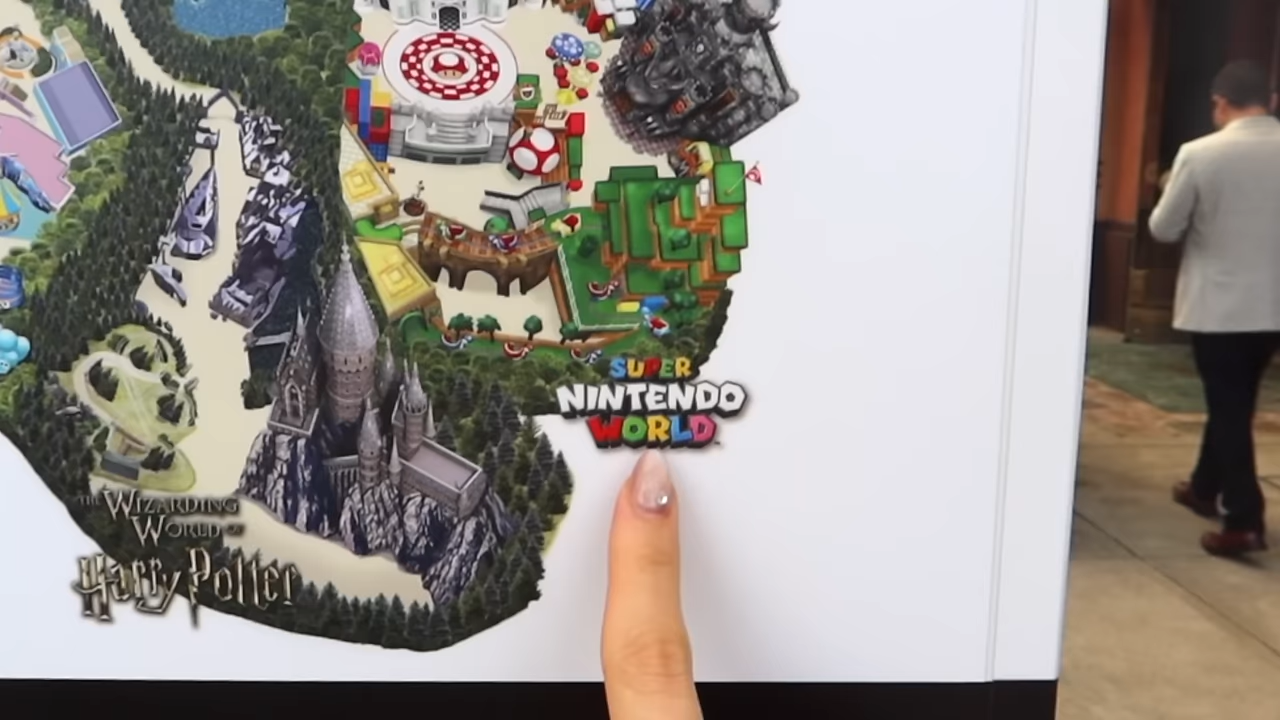 SUPER
NINTENDO
WORLD
THE WIZARDING
WORLD OF
Harry Potter